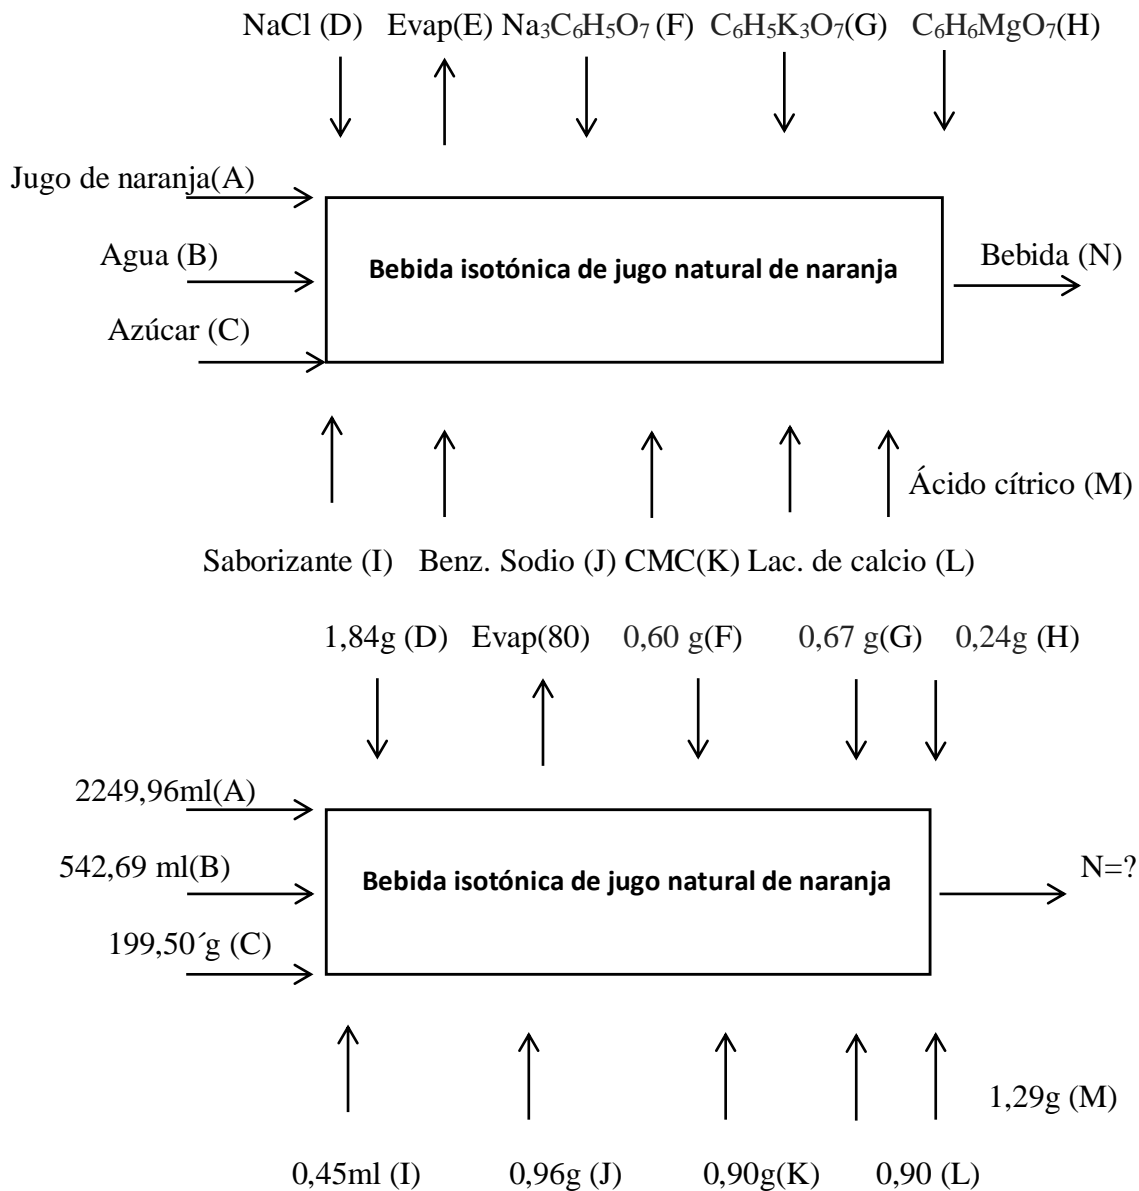 NaCl (D) Evap(E) Na₃C₆H₅O₇ (F) C₆H₅K₃O₇(G) C₆H₆MgO₇(H)
Jugo de naranja(A)
Agua (B)
Azúcar (C)
Bebida isotónica de jugo natural de naranja
Bebida (N)
Ácido cítrico (M)
Saborizante (I) Benz. Sodio (J) CMC(K) Lac. de calcio (L)
1,84g (D) Evap(80) 0,60 g(F) 0,67 g(G) 0,24g (H)
2249,96ml(A)
542,69 ml(B)
199,50´g (C)
Bebida isotónica de jugo natural de naranja
N=?
1,29g (M)
0,45ml (I) 0,96g (J) 0,90g(K) 0,90 (L)